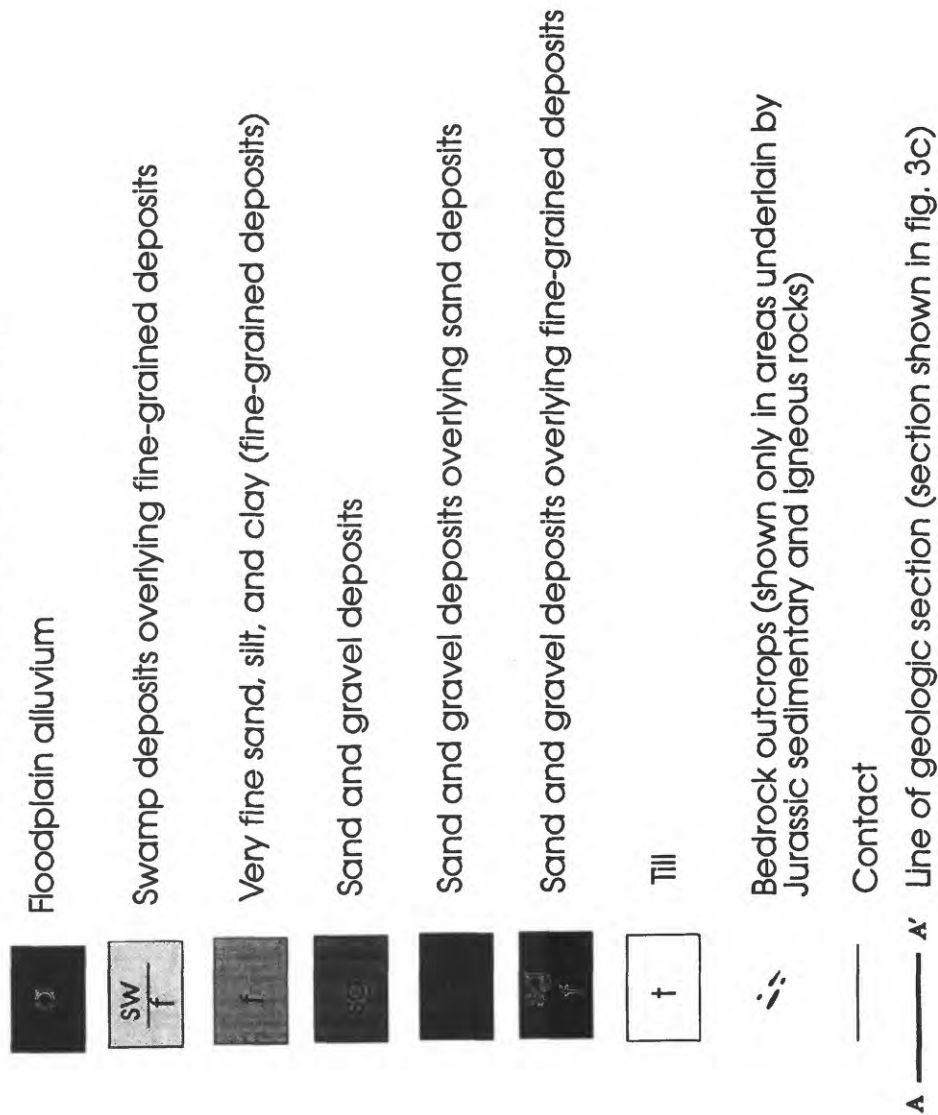 Floodplain alluvium
sw
f
Swamp deposits overlying fine-grained deposits
f
Very fine sand, silt, and clay (fine-grained deposits)
sg
Sand and gravel deposits
Sand and gravel deposits overlying sand deposits
f
Sand and gravel deposits overlying fine-grained deposits
t
Till
Bedrock outcrops (shown only in areas underlain by
Jurassic sedimentary and igneous rocks)
Contact
A A' Line of geologic section (section shown in fig. 3c)